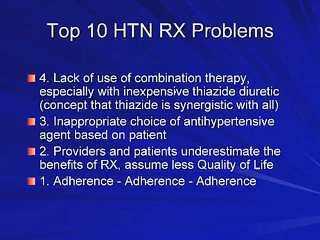 Top 10 HTN RX Problems
4. Lack of use of combination therapy,
especially with inexpensive thiazide diuretic
(concept that thiazide is synergistic with all)
3. Inappropriate choice of antihypertensive
agent based on patient
2. Providers and patients underestimate the
benefits of RX, assume less Quality of Life
1. Adherence - Adherence - Adherence